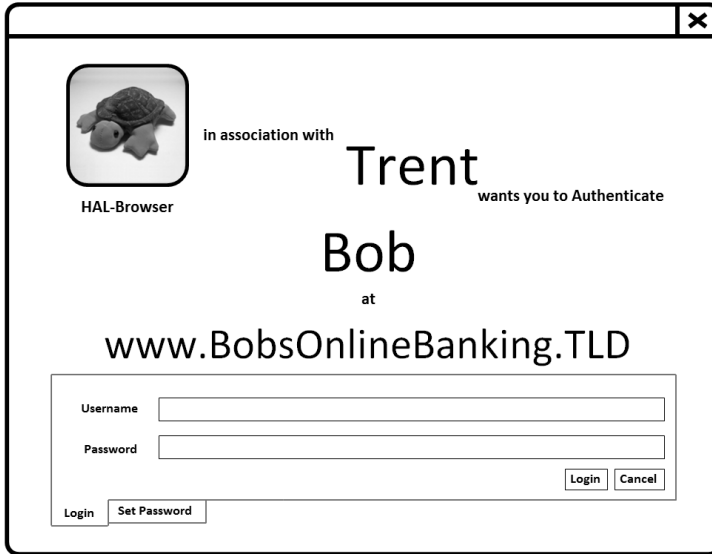 in association with
Trent
wants you to Authenticate
HAL-Browser
Bob
at
www.BobsOnlineBanking.TLD
Username
Password
Login Cancel
Login Set Password